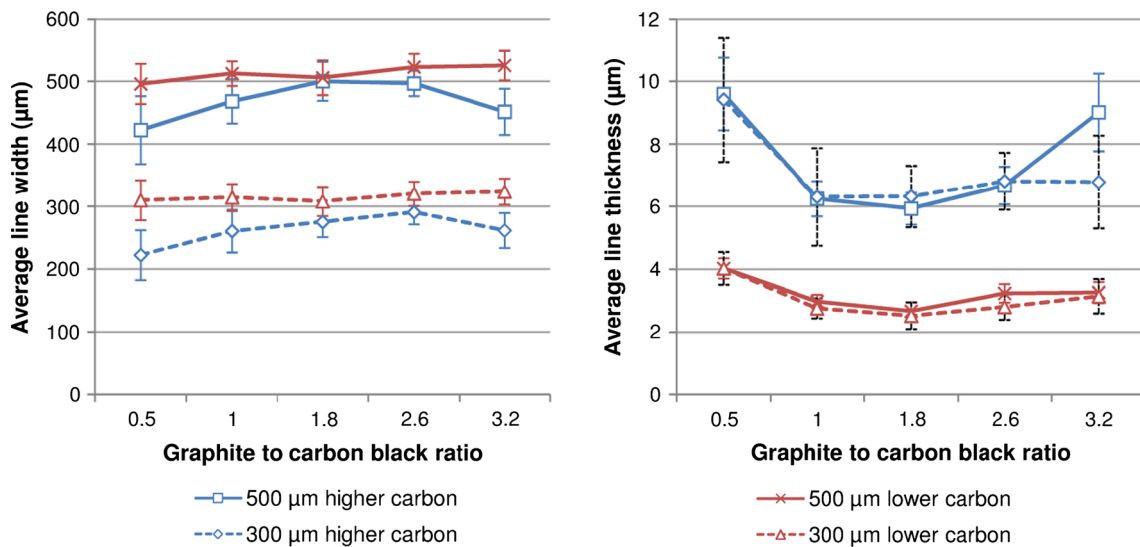 600
500
400
300
200
100
0
Average line width (µm)
0.5 1 1.8 2.6 3.2
Graphite to carbon black ratio
12
10
8
6
4
2
0
Average line thickness (µm)
0.5 1 1.8 2.6 3.2
Graphite to carbon black ratio
500 µm higher carbon
300 µm higher carbon
500 µm lower carbon
300 µm lower carbon